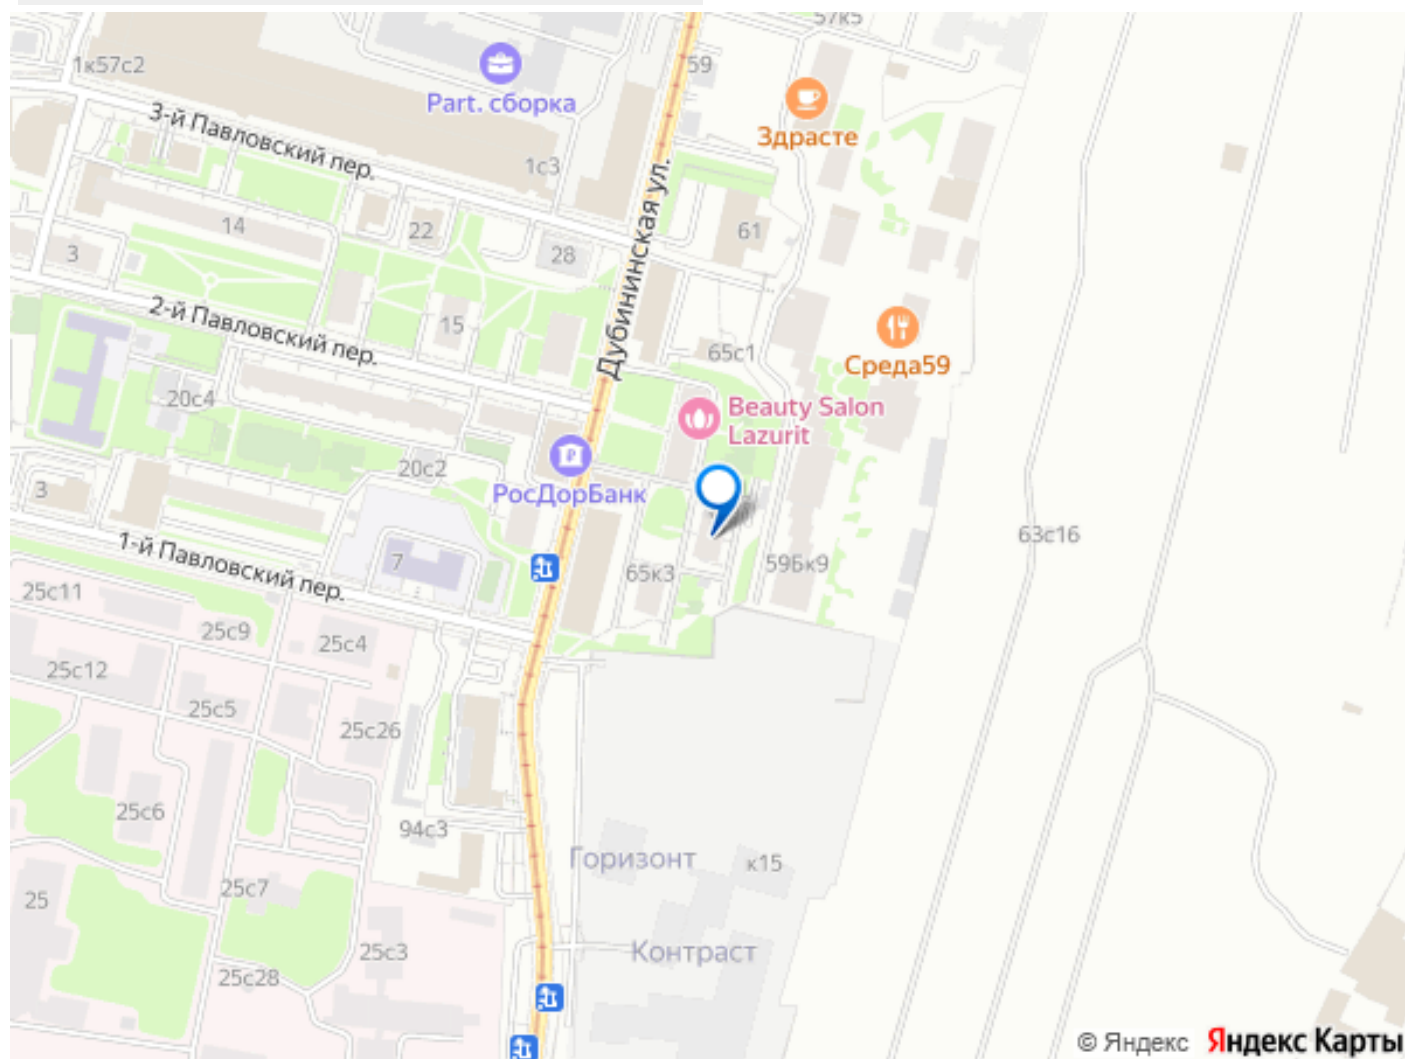 57к5
1к57с2
59
Part. сборка
Здрасте
3-й Павловский пер.
1с3
Дубининская ул.
14
22
61
3
28
2-й Павловский пер.
15
65с1
Среда59
20с4
Beauty Salon
Lazurit
20с2
3
РосДорБанк
63с16
1-й Павловский пер.
7
65к3
59Бк9
25с11
25с9
25с4
25с12
25с5
25с26
25с6
94с3
Горизонт
к15
25с7
25
25с3
Контраст
25с28
© Яндекс Яндекс Карты